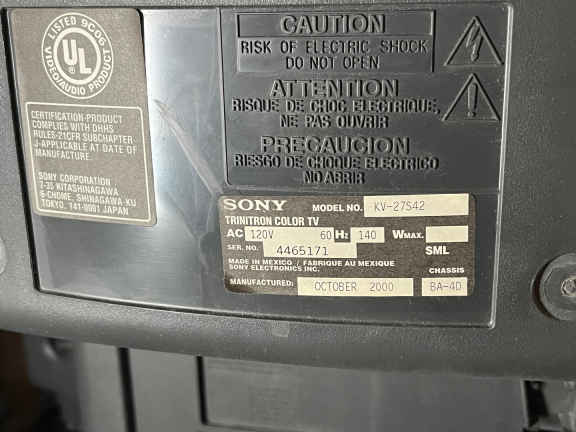 LISTED 9C06
UL
VIDEO/AUDIO PRODUCT
CERTIFICATION-PRODUCT
COMPLIES WITH DHHS
RULES-21CFR SUBCHAPTER
J-APPLICABLE AT DATE OF
MANUFACTURE.
SONY CORPORATION
7-35 KITASHINAGAWA
6-CHOME, SHINAGAWA-KU
TOKYO, 141-0001 JAPAN
CAUTION
RISK OF ELECTRIC SHOCK
DO NOT OPEN
ATTENTION
RISQUE DE CHOC ELECTRIQUE,
NE PAS OUVRIR
PRECAUCION
RIESGO DE CHOQUE ELECTRICO
NO ABRIR
SONY MODEL NO. KV-27S42
TRINITRON COLOR TV
AC 120V 60 Hz 140 WMAX.
SER. NO. 4465171 SML
MADE IN MEXICO / FABRIQUE AU MEXIQUE
SONY ELECTRONICS INC. CHASSIS
MANUFACTURED: OCTOBER 2000 BA-4D